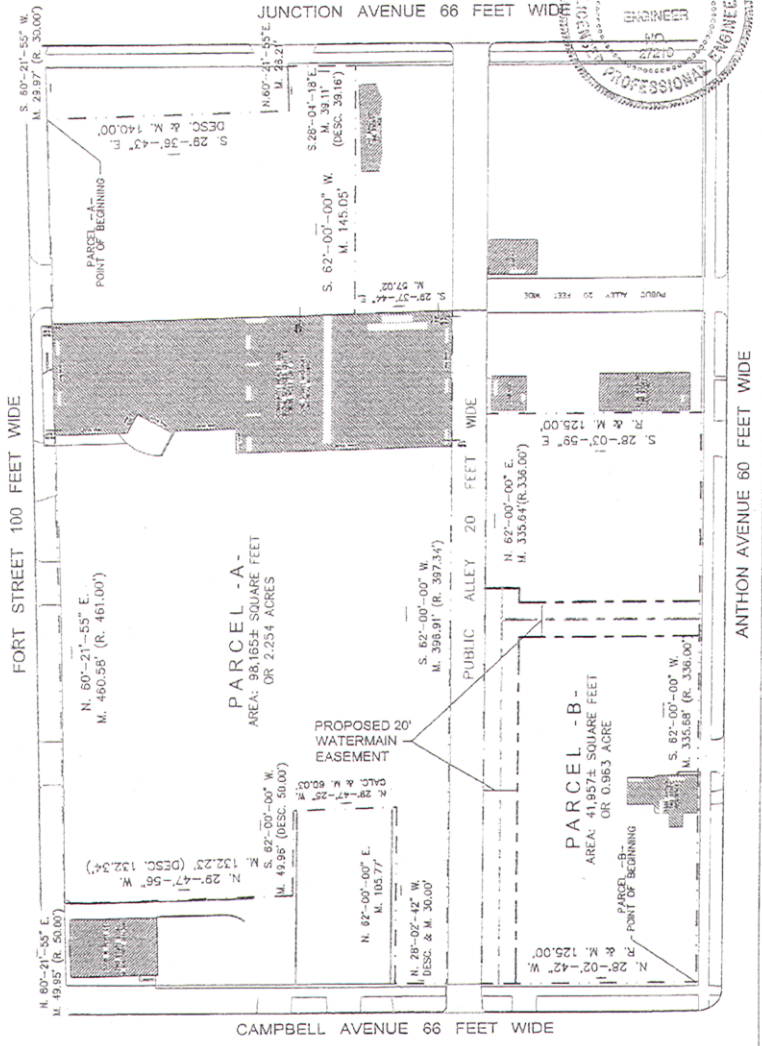 JUNCTION AVENUE 66 FEET WIDE
ENGINEER
NO.
27210
PROFESSIONAL ENGINEER
S. 60°-21'-55" W.
M. 29.97' (R. 30.00')
N.60°-21'-55"E.
M. 26.21'
S. 29°-36'-43" E.
DESC. & M. 140.00'
PARCEL -A-
POINT OF BEGINNING
S.28°-04'-18"E.
M. 39.11'
(DESC. 39.16')
S. 62°-00'-00" W.
M. 145.05'
S. 29°-37'-44" E.
M. 57.02'
PUBLIC ALLEY 20 FEET WIDE
FORT STREET 100 FEET WIDE
N. 60°-21'-55" E.
M. 460.58' (R. 461.00')
PARCEL -A-
AREA: 98,165± SQUARE FEET
OR 2.254 ACRES
S. 62°-00'-00" W.
M. 396.91' (R. 397.34')
PUBLIC ALLEY 20 FEET WIDE
S. 28°-03'-59" E.
R. & M. 125.00'
N. 62°-00'-00" E.
M. 335.64'(R.336.00')
ANTHON AVENUE 60 FEET WIDE
PROPOSED 20'
WATERMAIN
EASEMENT
PARCEL -B-
AREA: 41,957± SQUARE FEET
OR 0.963 ACRE
S. 62°-00'-00" W.
M. 335.68' (R. 336.00')
PARCEL -B-
POINT OF BEGINNING
N. 28°-02'-42" W.
R. & M. 125.00'
N. 29°-47'-25" W.
CALC. & M. 60.03'
S. 62°-00'-00" W.
M. 49.96' (DESC. 50.00')
N. 29°-47'-56" W.
M. 132.23' (DESC. 132.34')
N. 62°-00'-00" E.
M. 105.77'
N. 28°-02'-42" W.
DESC. & M. 30.00'
N. 60°-21'-55" E.
M. 49.95' (R. 50.00')
CAMPBELL AVENUE 66 FEET WIDE